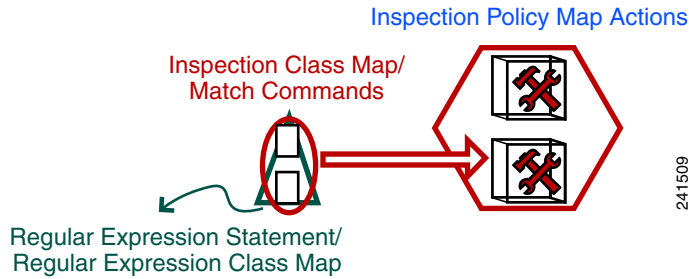 Inspection Policy Map Actions
Inspection Class Map/
Match Commands
241509
Regular Expression Statement/
Regular Expression Class Map